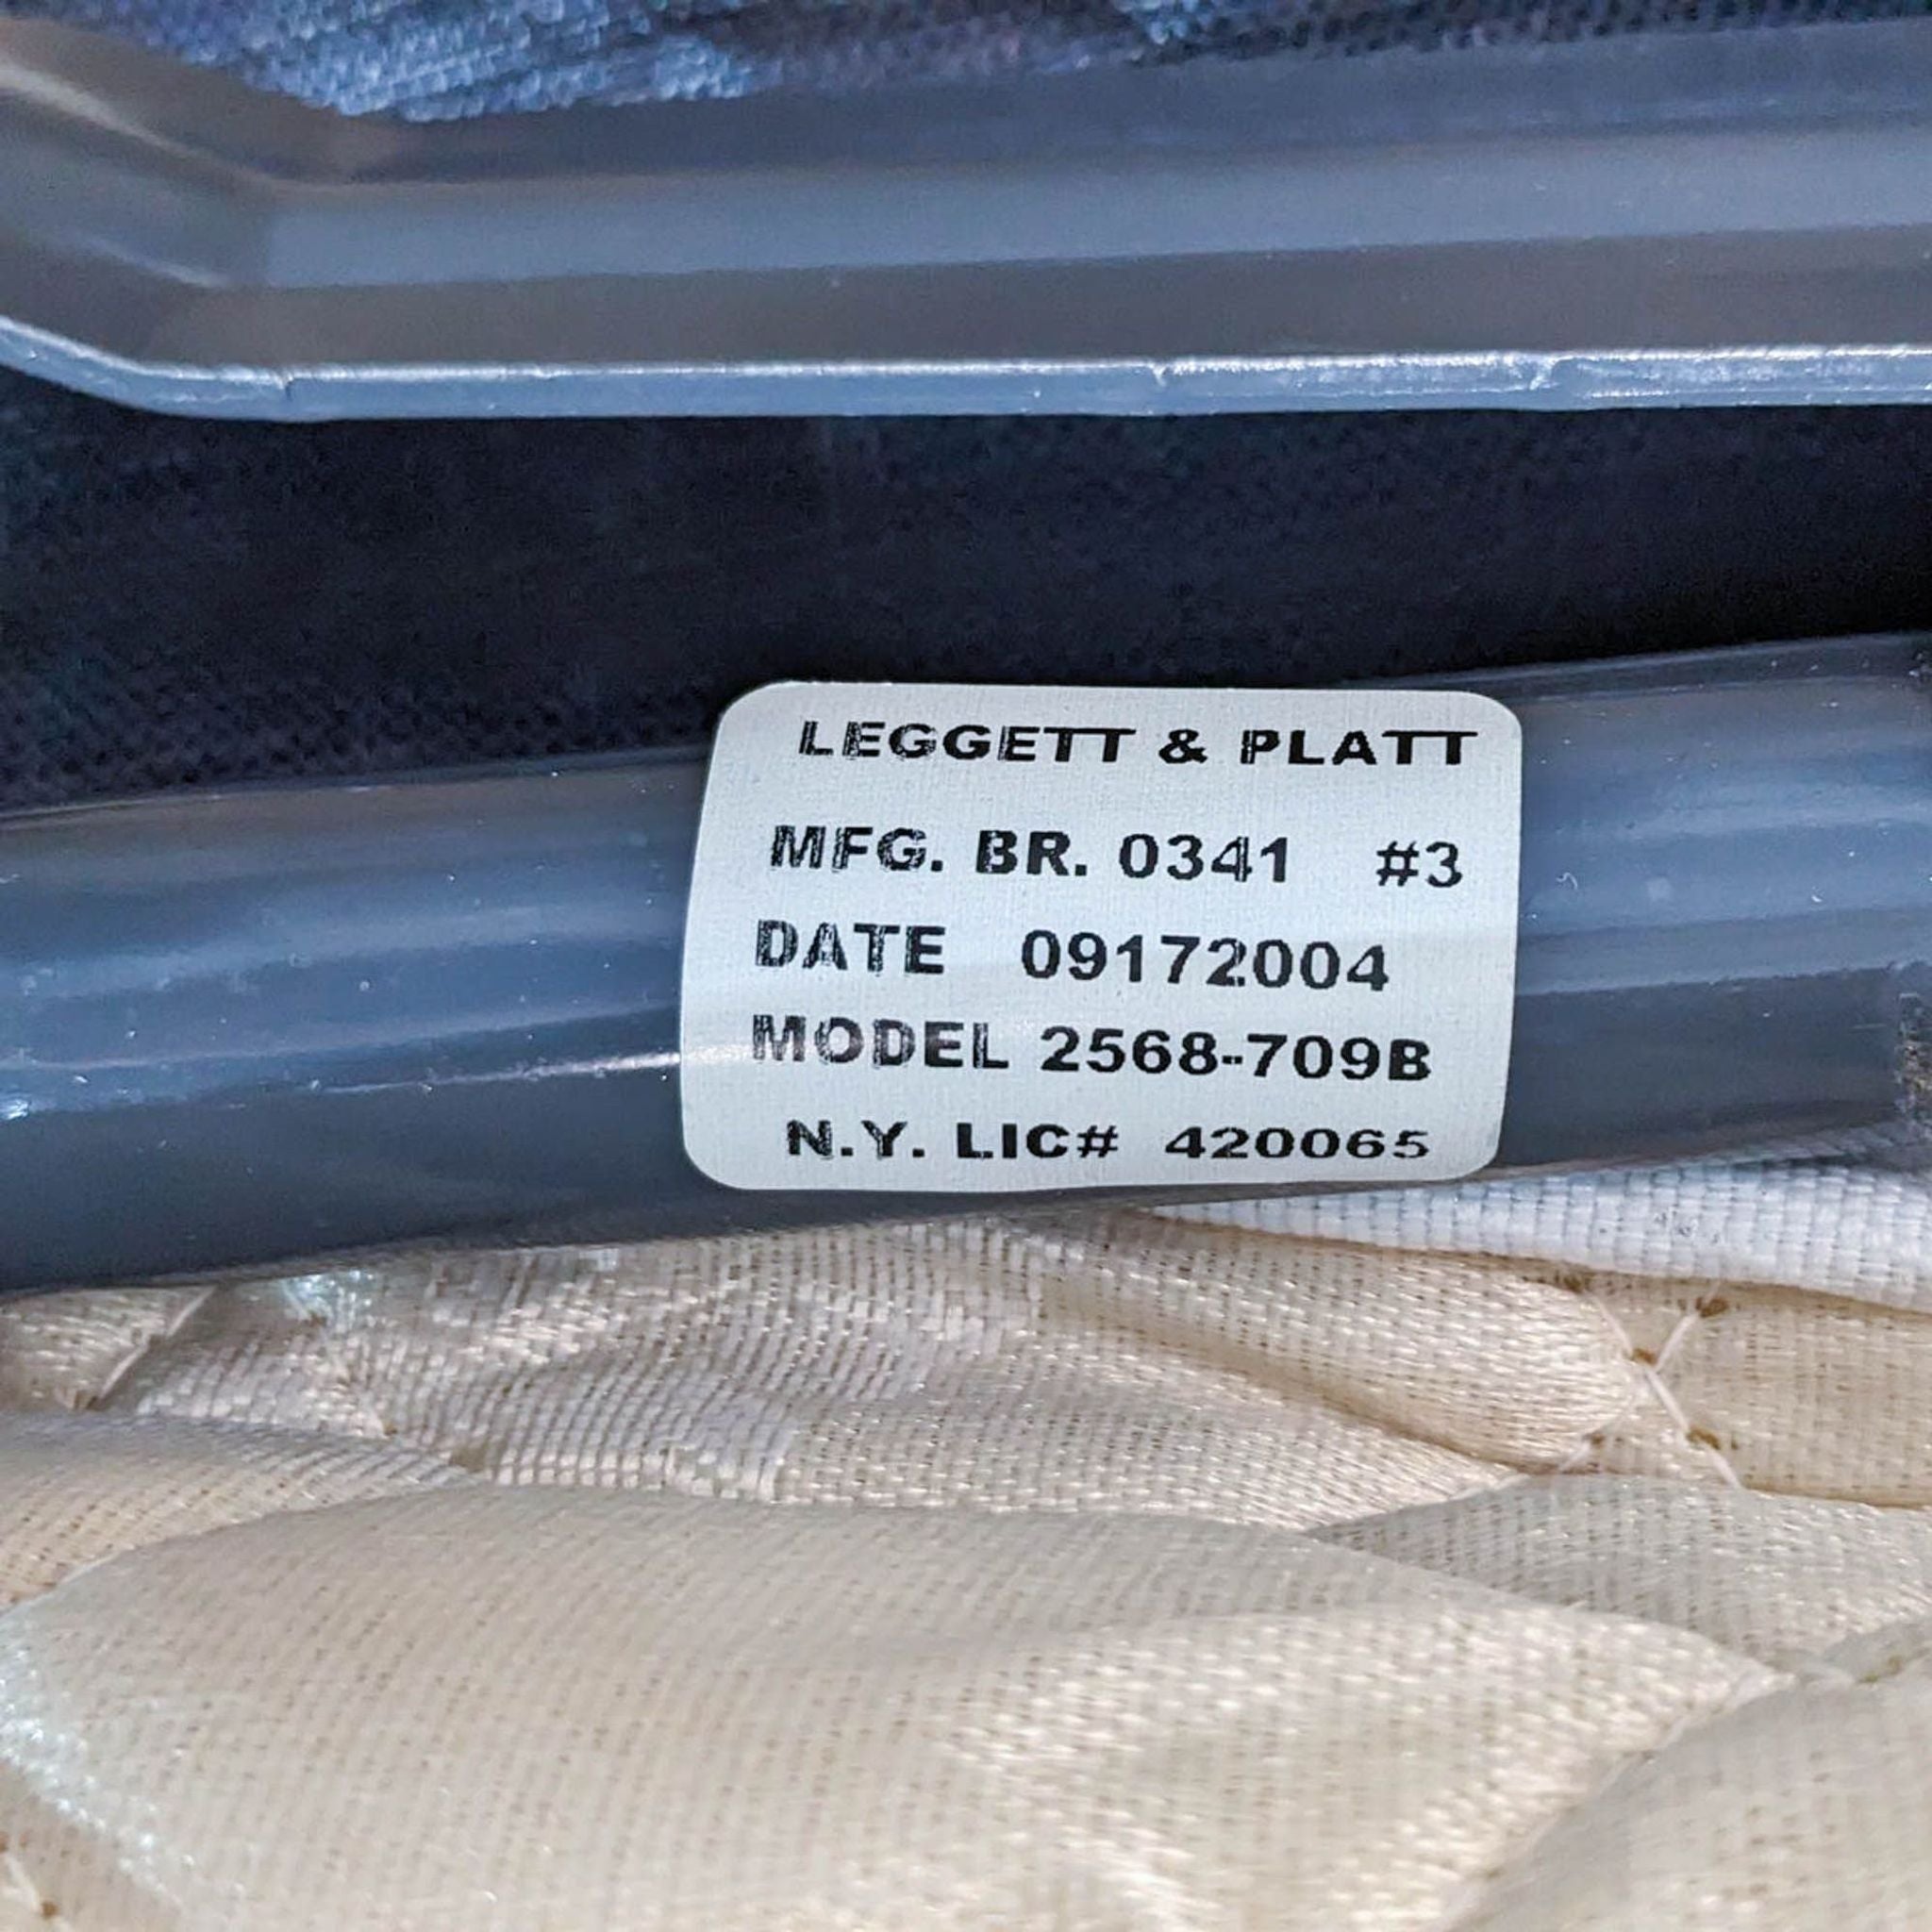 LEGGETT & PLATT
MFG. BR. 0341 #3
DATE 09172004
MODEL 2568-709B
N.Y. LIC# 420065